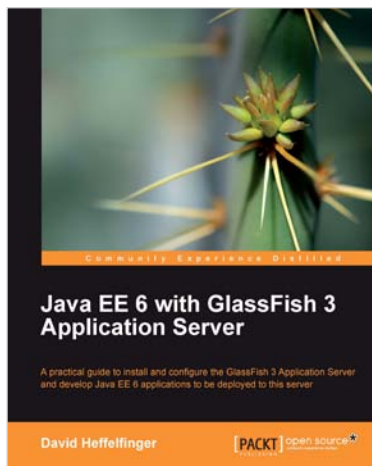 Community Experience Distilled
Java EE 6 with GlassFish 3
Application Server
A practical guide to install and configure the GlassFish 3 Application Server
and develop Java EE 6 applications to be deployed to this server
David Heffelfinger
[PACKT] open source*
PUBLISHING